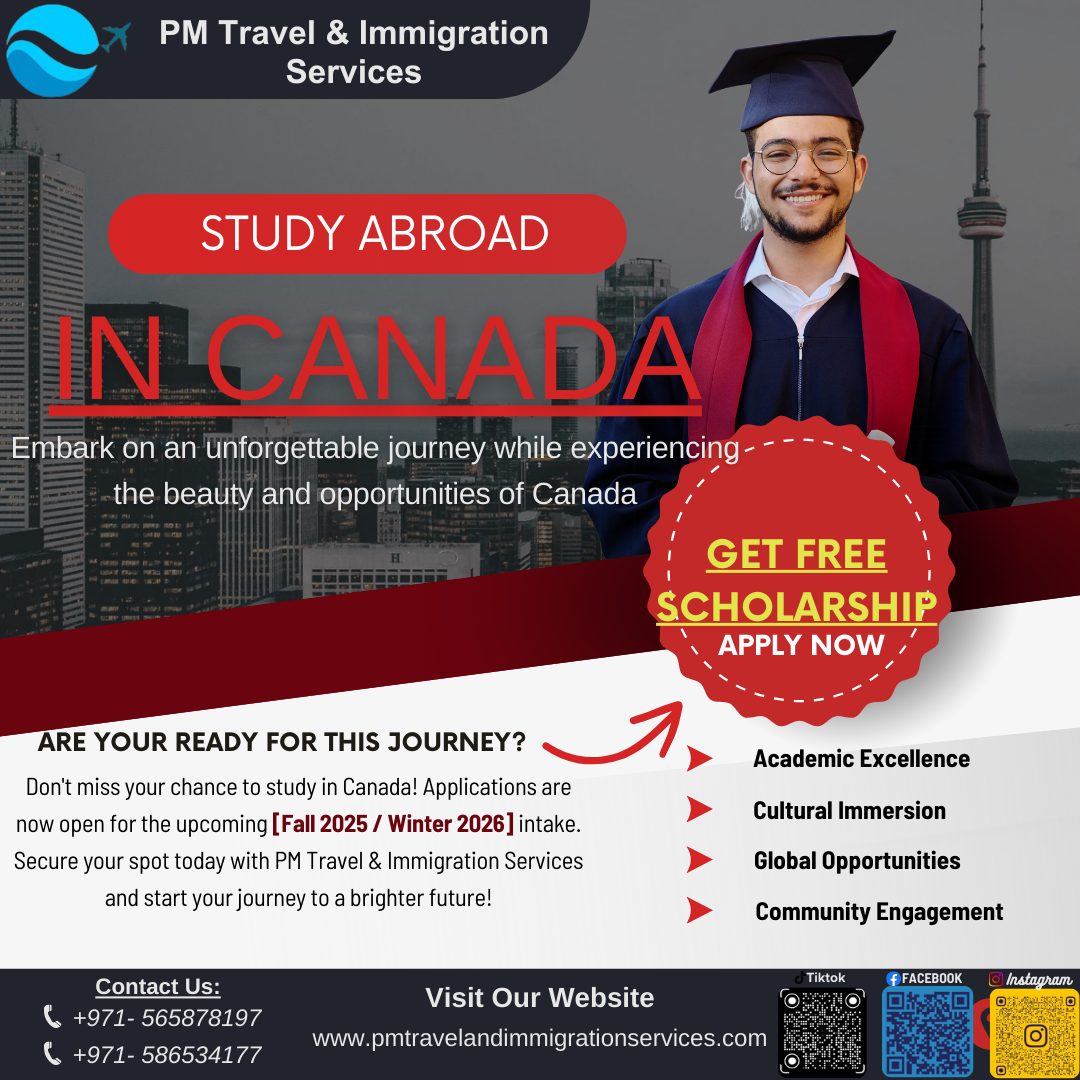 PM Travel & Immigration
Services
STUDY ABROAD
IN CANADA
Embark on an unforgettable journey while experiencing
the beauty and opportunities of Canada
H
GET FREE
SCHOLARSHIP
APPLY NOW
ARE YOUR READY FOR THIS JOURNEY?
Don't miss your chance to study in Canada! Applications are
now open for the upcoming [Fall 2025 / Winter 2026] intake.
Secure your spot today with PM Travel & Immigration Services
and start your journey to a brighter future!
Academic Excellence
Cultural Immersion
Global Opportunities
Community Engagement
Contact Us:
+971- 565878197
+971- 586534177
Visit Our Website
www.pmtravelandimmigrationservices.com
Tiktok
FACEBOOK
Instagram